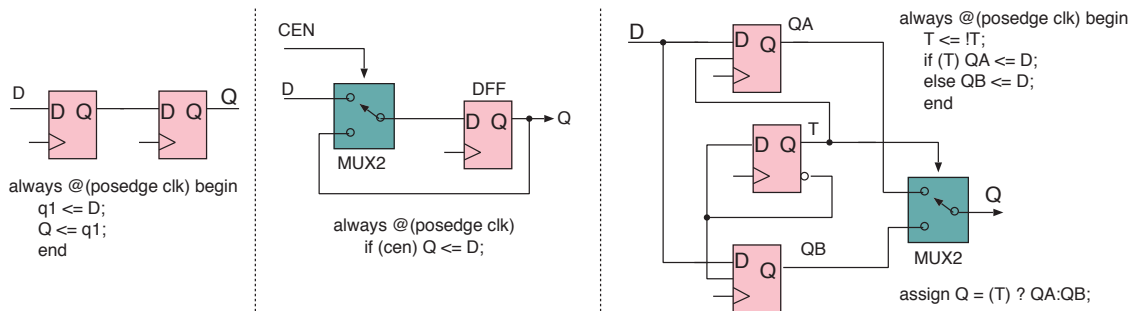 D
D Q
D Q
Q
always @(posedge clk) begin
q1 <= D;
Q <= q1;
end
CEN
D
MUX2
DFF
D Q
Q
always @(posedge clk)
if (cen) Q <= D;
D
D Q
QA
D Q
T
D Q
QB
MUX2
Q
always @(posedge clk) begin
T <= !T;
if (T) QA <= D;
else QB <= D;
end
assign Q = (T) ? QA:QB;